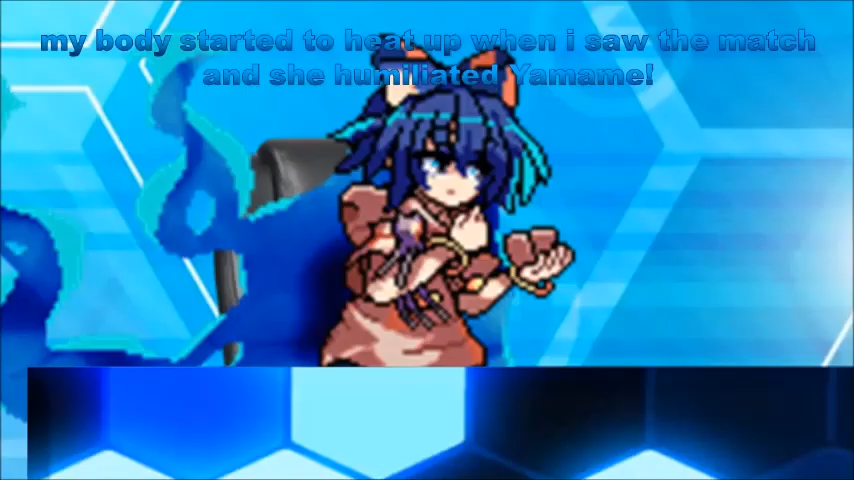 my body started to heat up when i saw the match
and she humiliated Yamame!